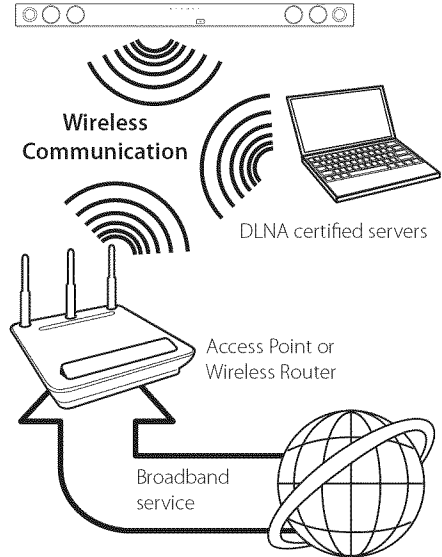 Wireless
Communication
DLNA certified servers
Access Point or
Wireless Router
Broadband
service